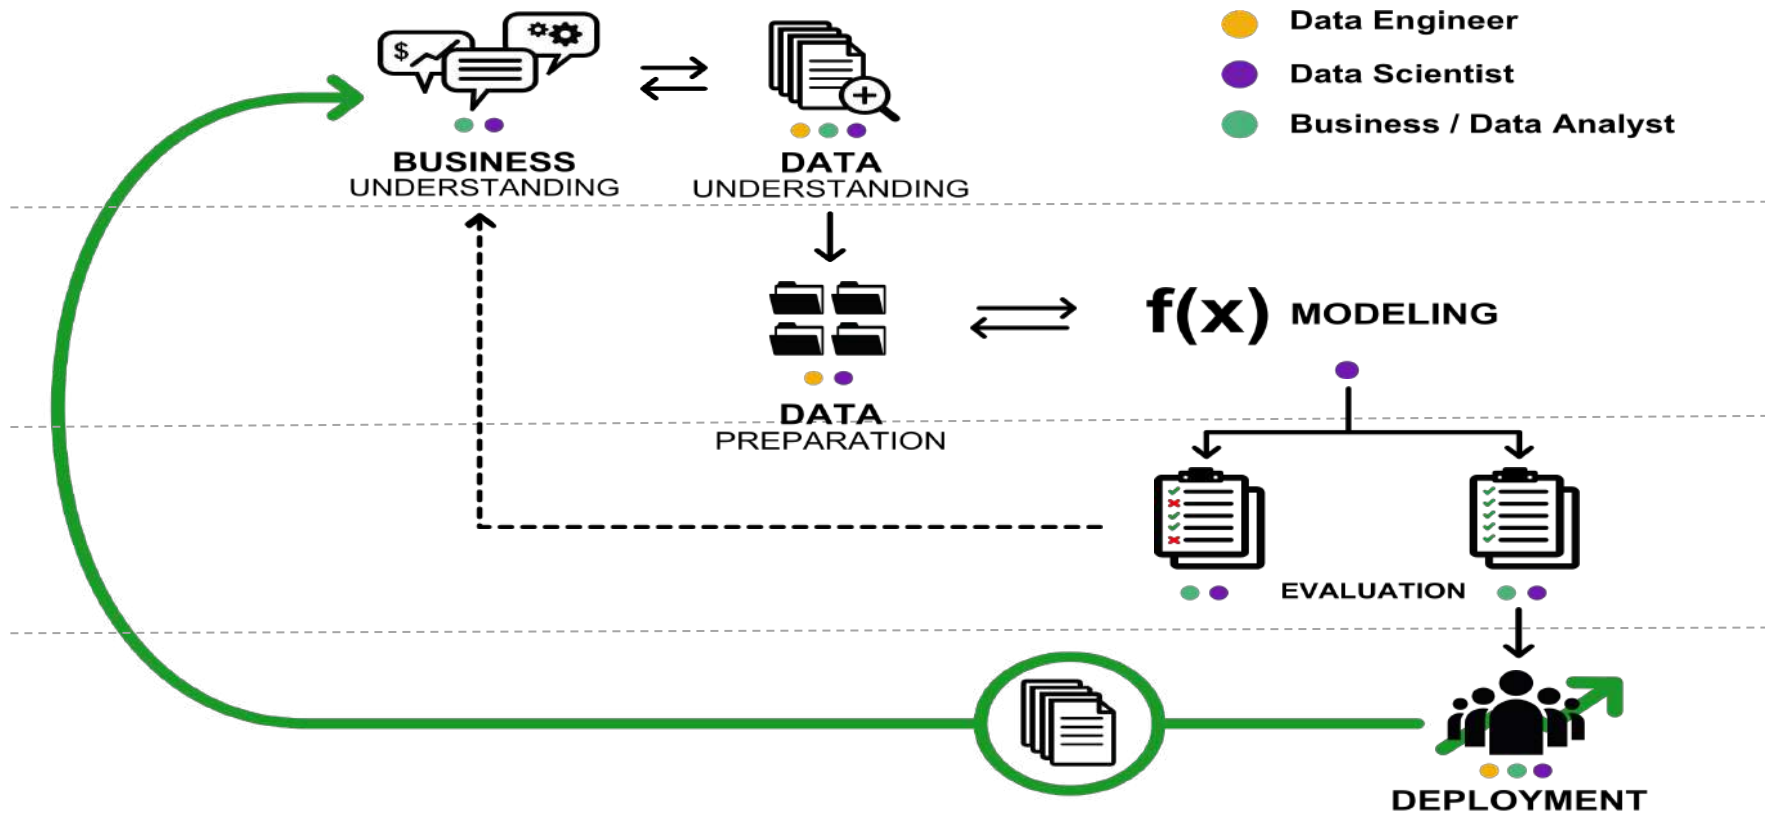 Data Engineer
Data Scientist
Business / Data Analyst
$
BUSINESS
UNDERSTANDING
DATA
UNDERSTANDING
f(x) MODELING
DATA
PREPARATION
EVALUATION
DEPLOYMENT